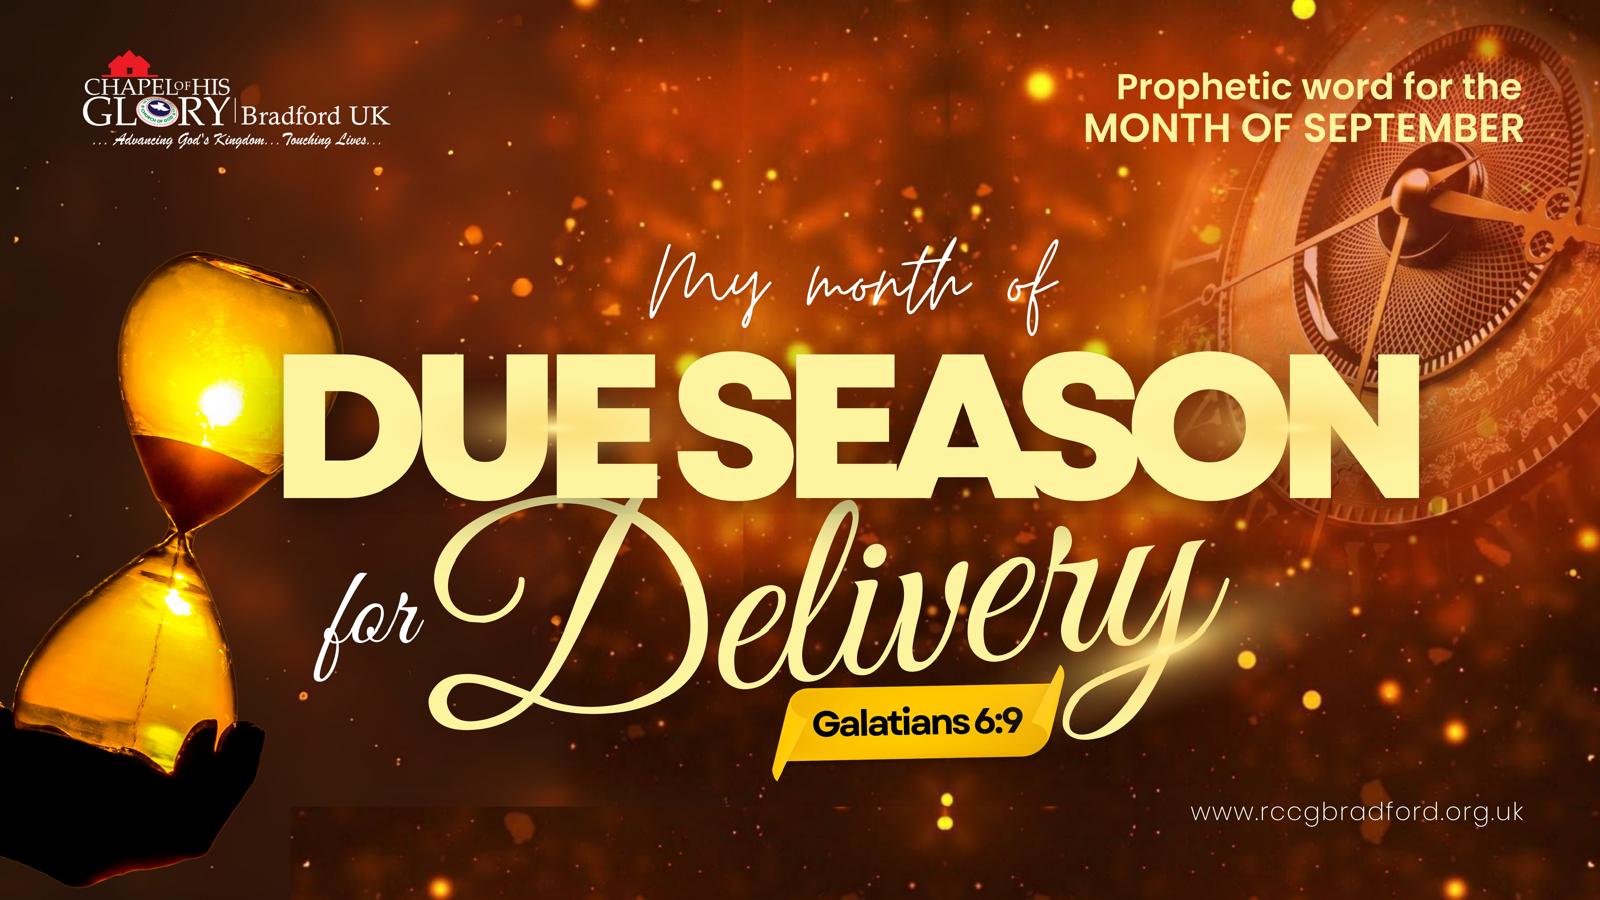 CHAPEL OF HIS
GLORY Bradford UK
... Advancing God's Kingdom... Touching Lives...
Prophetic word for the
MONTH OF SEPTEMBER
My month of
DUE SEASON
for Delivery
Galatians 6:9
www.rccgbradford.org.uk